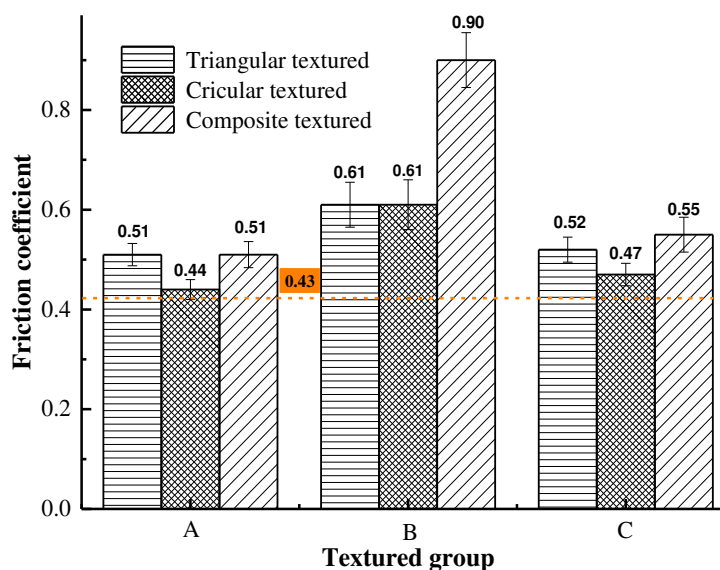 0.90
Triangular textured
Cricular textured
Composite textured
0.8
0.61 0.61
0.6
0.51 0.51 0.52 0.55
0.44 0.43 0.47
0.4
0.2
0.0
A B C
Textured group
Friction coefficient